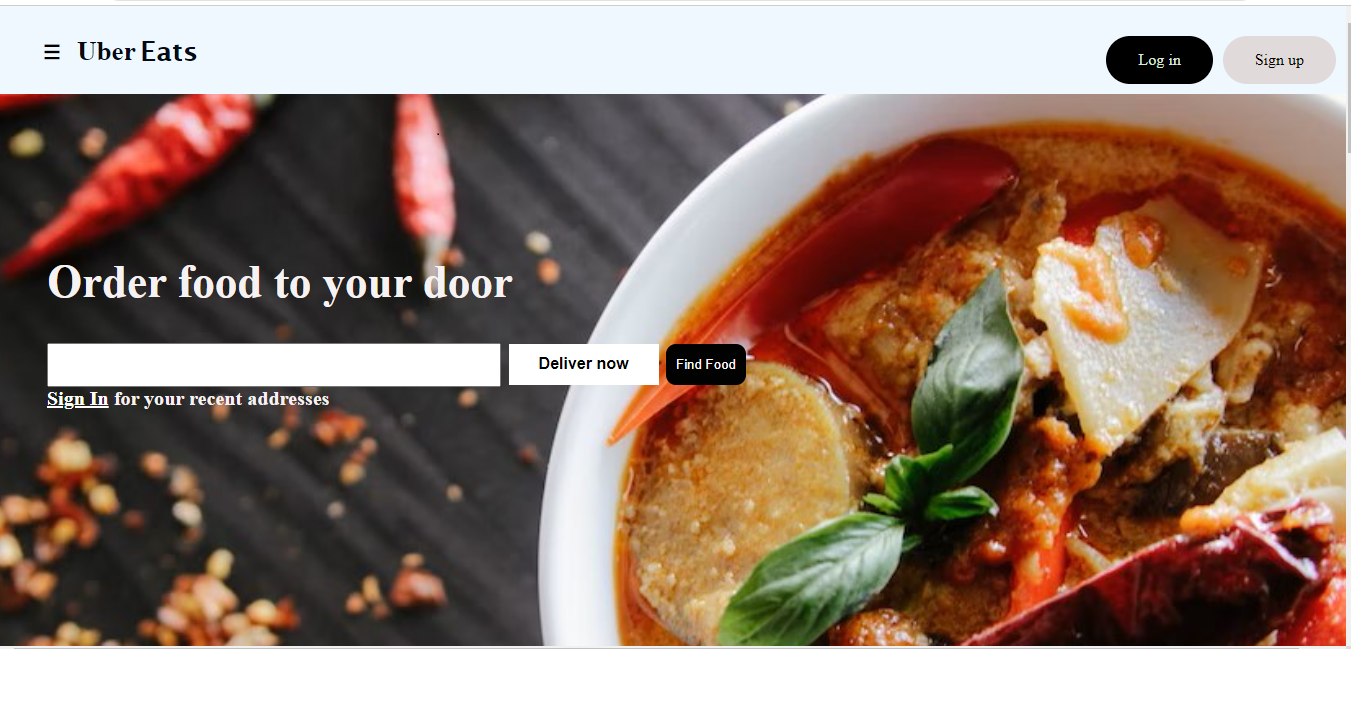 ☰ Uber Eats
Log in
Sign up
Order food to your door
Deliver now
Find Food
Sign In for your recent addresses